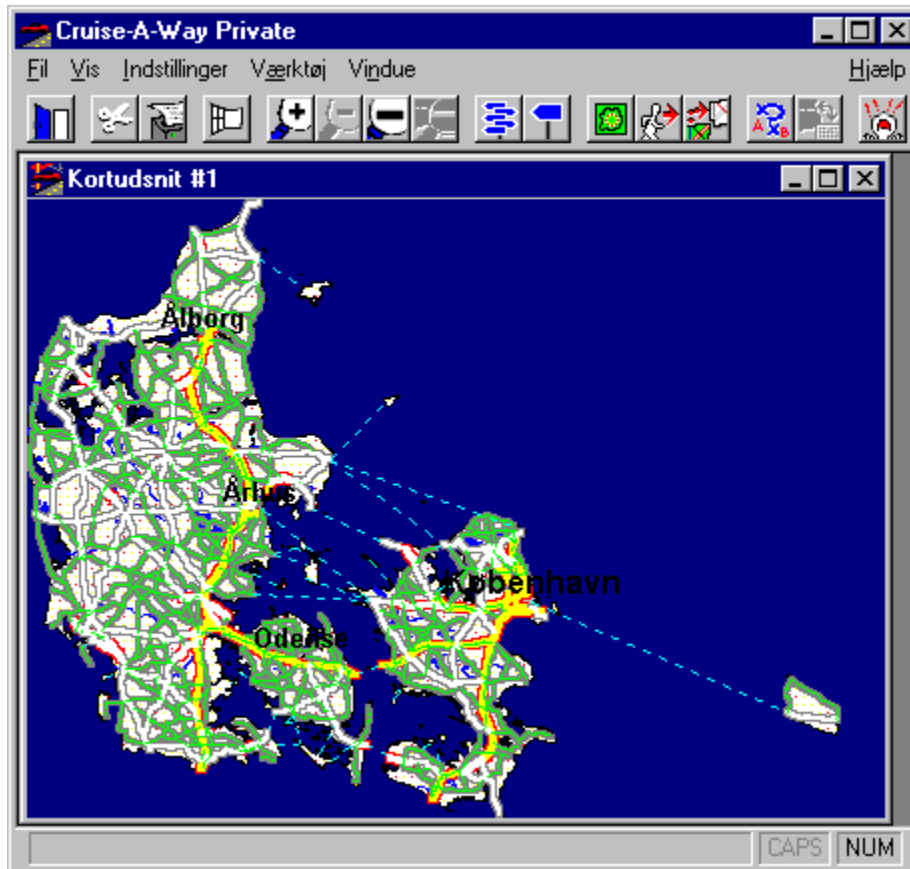 Cruise-A-Way Private
Fil Vis Indstillinger Værktøj Vindue Hjælp
A B
Kortudsnit #1
Ålborg
Århus
København
Odense
CAPS NUM